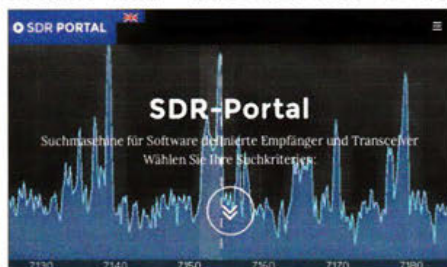 SDR PORTAL
SDR-Portal
Suchmaschine für Software definierte Empfänger und Transceiver
Wählen Sie Ihre Suchkriterien:
7130 7140 7150 7160 7170 7180